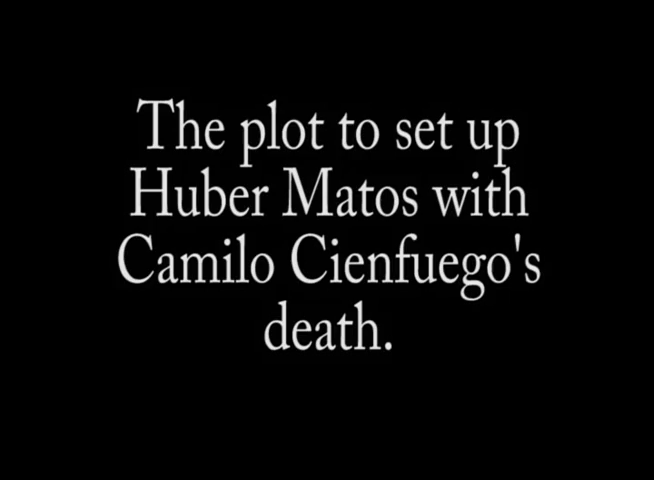 The plot to set up
Huber Matos with
Camilo Cienfuego's
death.